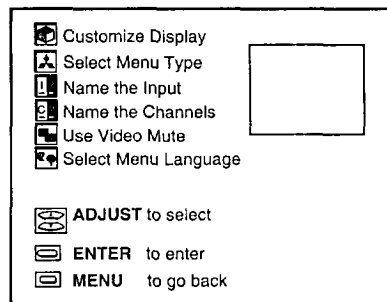 Customize Display
Select Menu Type
Name the Input
Name the Channels
Use Video Mute
Select Menu Language
ADJUST to select
ENTER to enter
MENU to go back